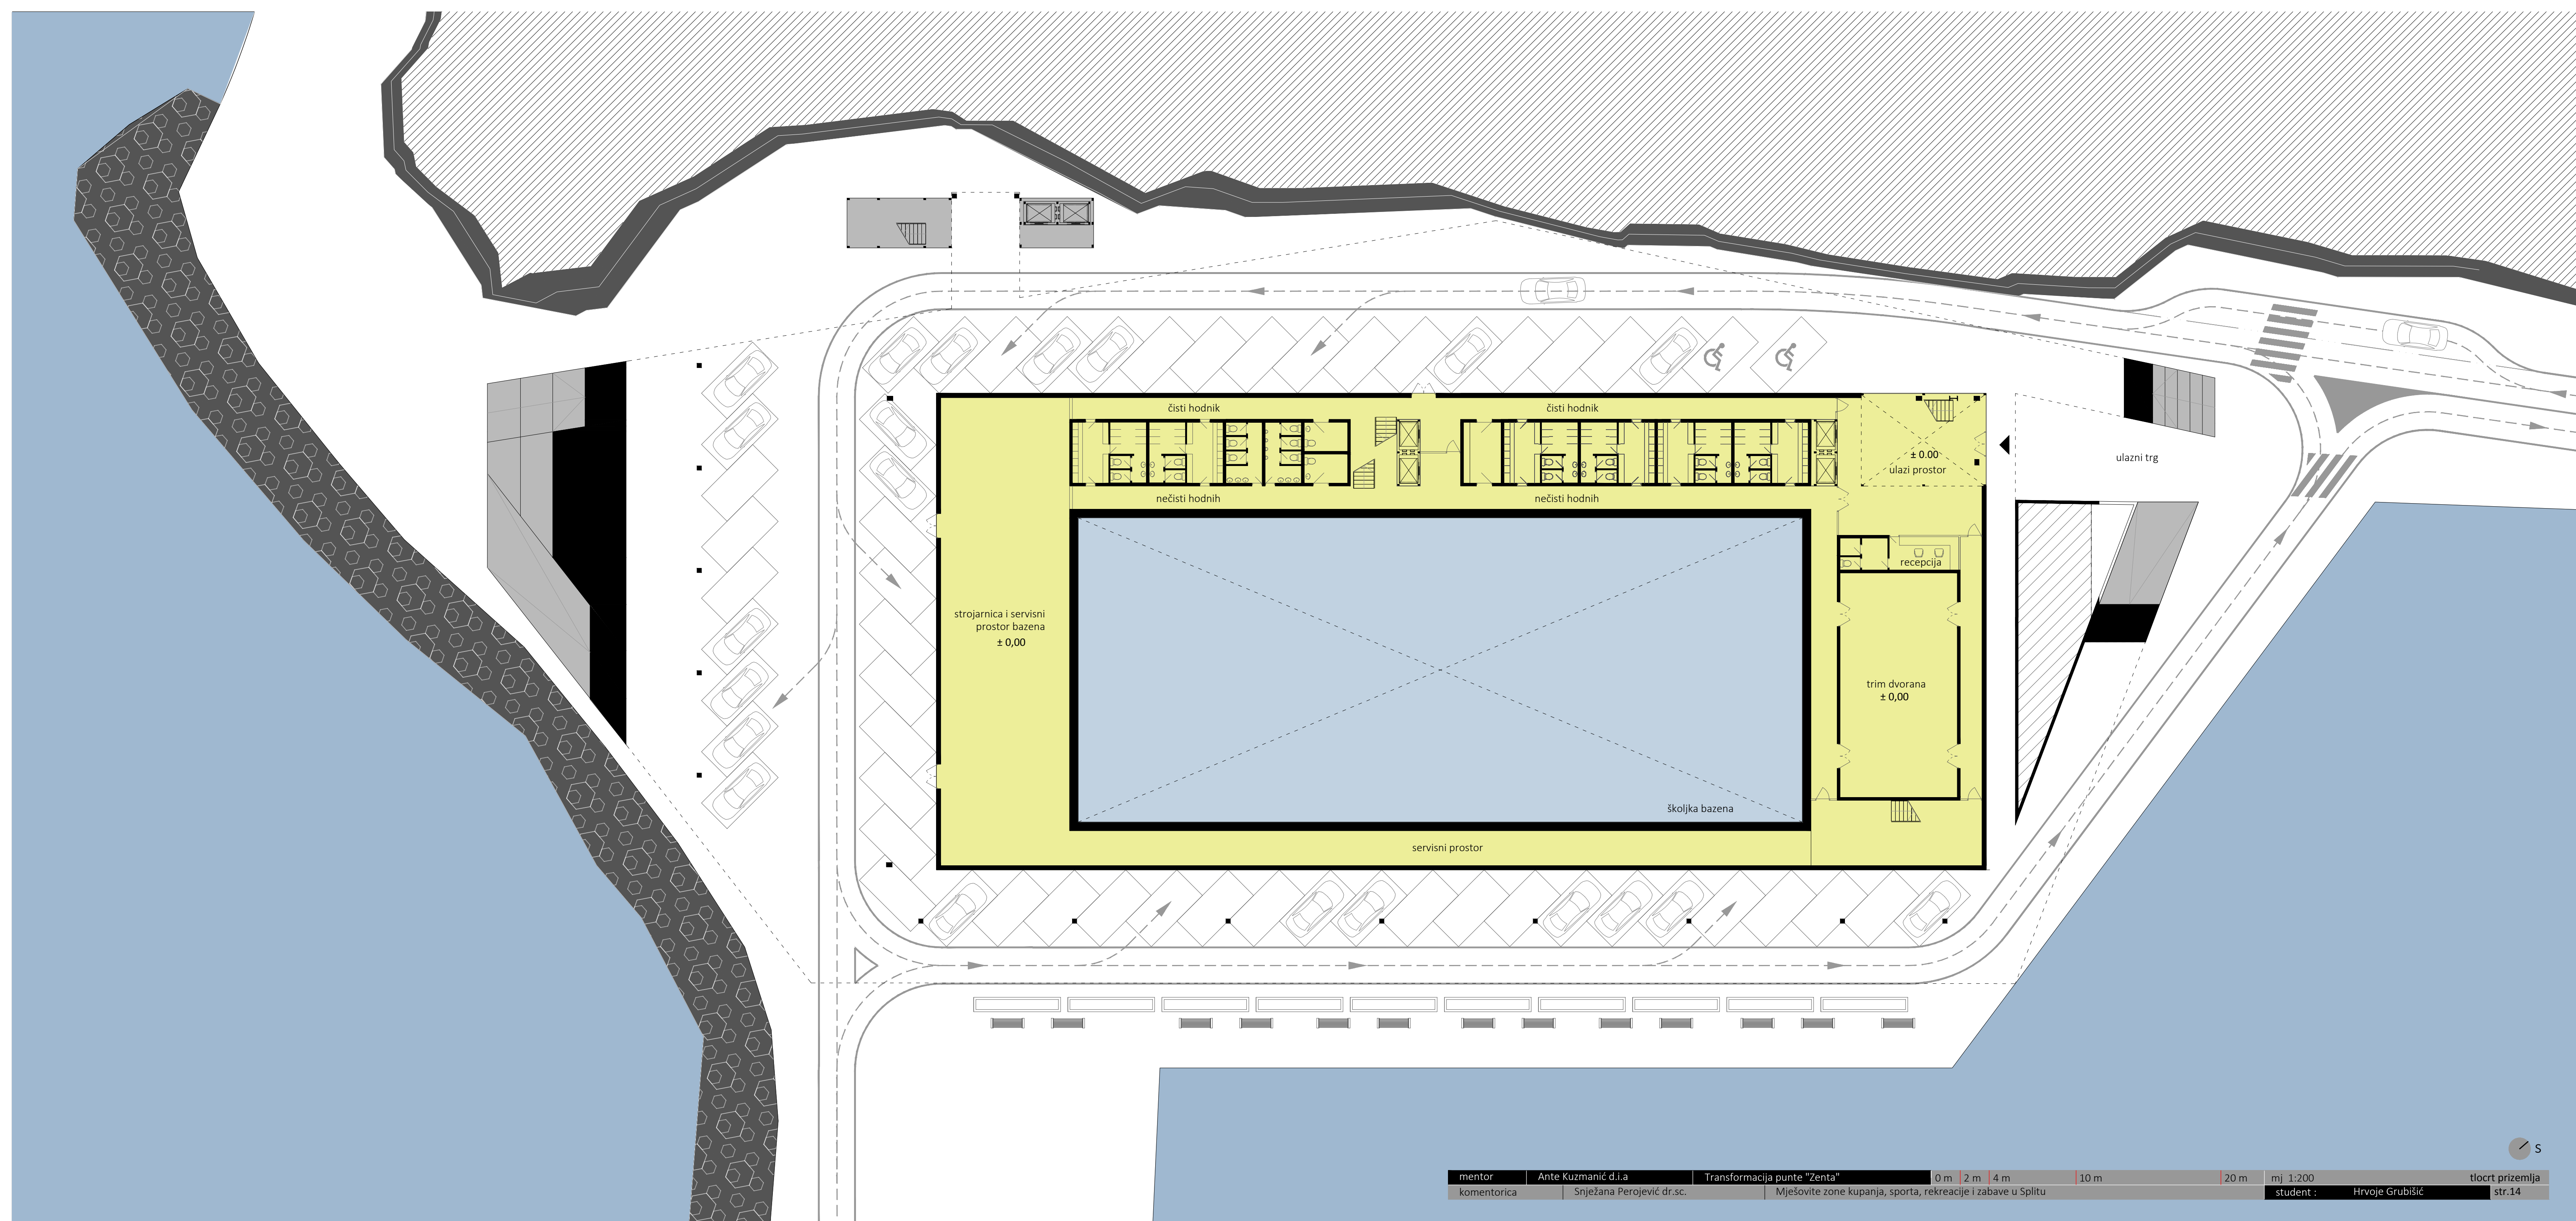 čisti hodnik
čisti hodnik
± 0.00
ulazi prostor
ulazni trg
nečisti hodnih
nečisti hodnih
recepcija
strojarnica i servisni
prostor bazena
± 0,00
trim dvorana
± 0,00
školjka bazena
servisni prostor
S
mentor Ante Kuzmanić d.i.a Transformacija punte "Zenta" 0 m 2 m 4 m 10 m 20 m mj 1:200 tlocrt prizemlja
komentorica Snježana Perojević dr.sc. Mješovite zone kupanja, sporta, rekreacije i zabave u Splitu student : Hrvoje Grubišić str.14